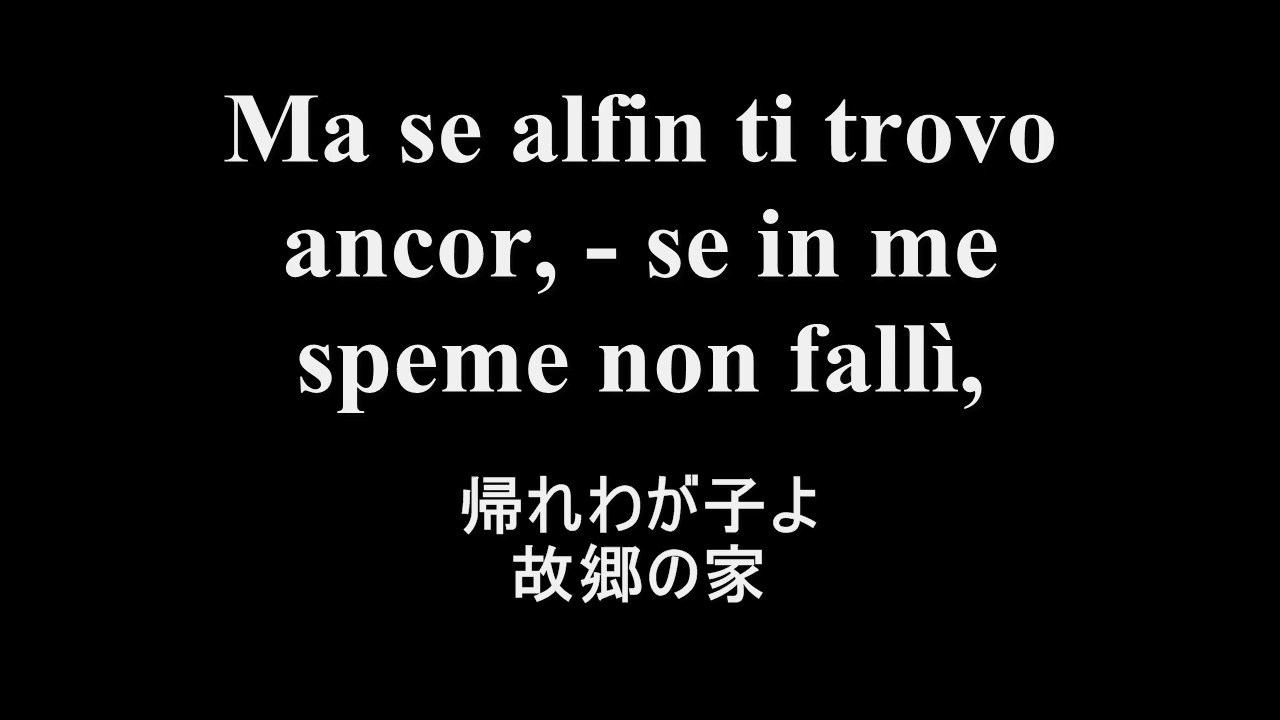 Ma se alfin ti trovo
ancor, - se in me
speme non fallì,
帰れわが子よ
故郷の家